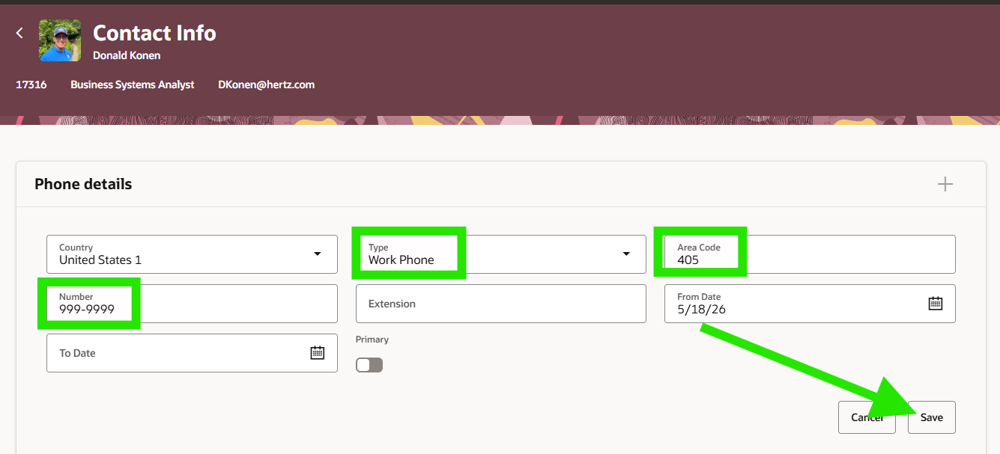 Contact Info
Donald Konen
17316 Business Systems Analyst DKonen@hertz.com
Phone details
Country
United States 1
Type
Work Phone
Area Code
405
Number
999-9999
Extension
From Date
5/18/26
To Date
Primary
Cancel
Save